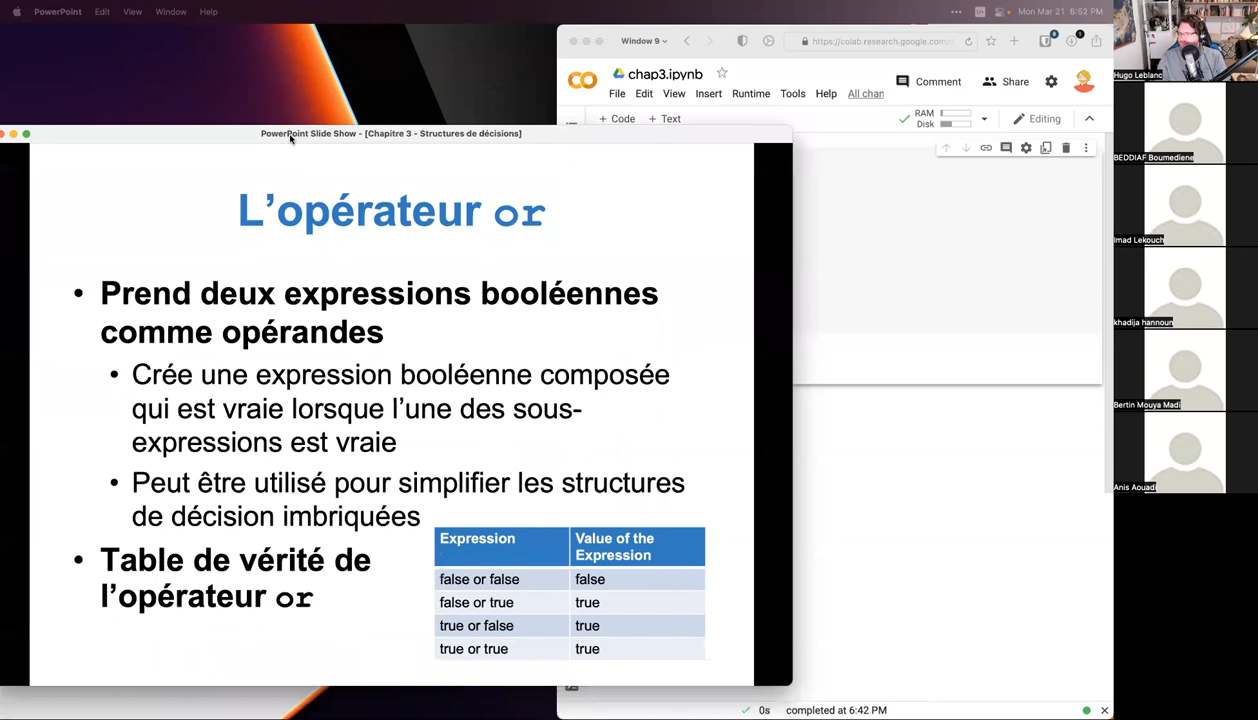 PowerPoint Edit View Window Help
Mon Mar 21 6:52 PM
Window 9
https://colab.research.google.com
chap3.ipynb
Comment Share
File Edit View Insert Runtime Tools Help All chan
+ Code + Text
RAM
Disk
Editing
PowerPoint Slide Show - [Chapitre 3 - Structures de décisions]
L’opérateur or
• Prend deux expressions booléennes
comme opérandes
• Crée une expression booléenne composée
qui est vraie lorsque l’une des sous-
expressions est vraie
• Peut être utilisé pour simplifier les structures
de décision imbriquées
• Table de vérité de
l’opérateur or
Expression Value of the
Expression
false or false false
false or true true
true or false true
true or true true
0s completed at 6:42 PM
Hugo Leblanc
BEDDIAF Boumediene
Imad Lekouch
khadija hannoun
Bertin Mouya Madi
Anis Aouadi